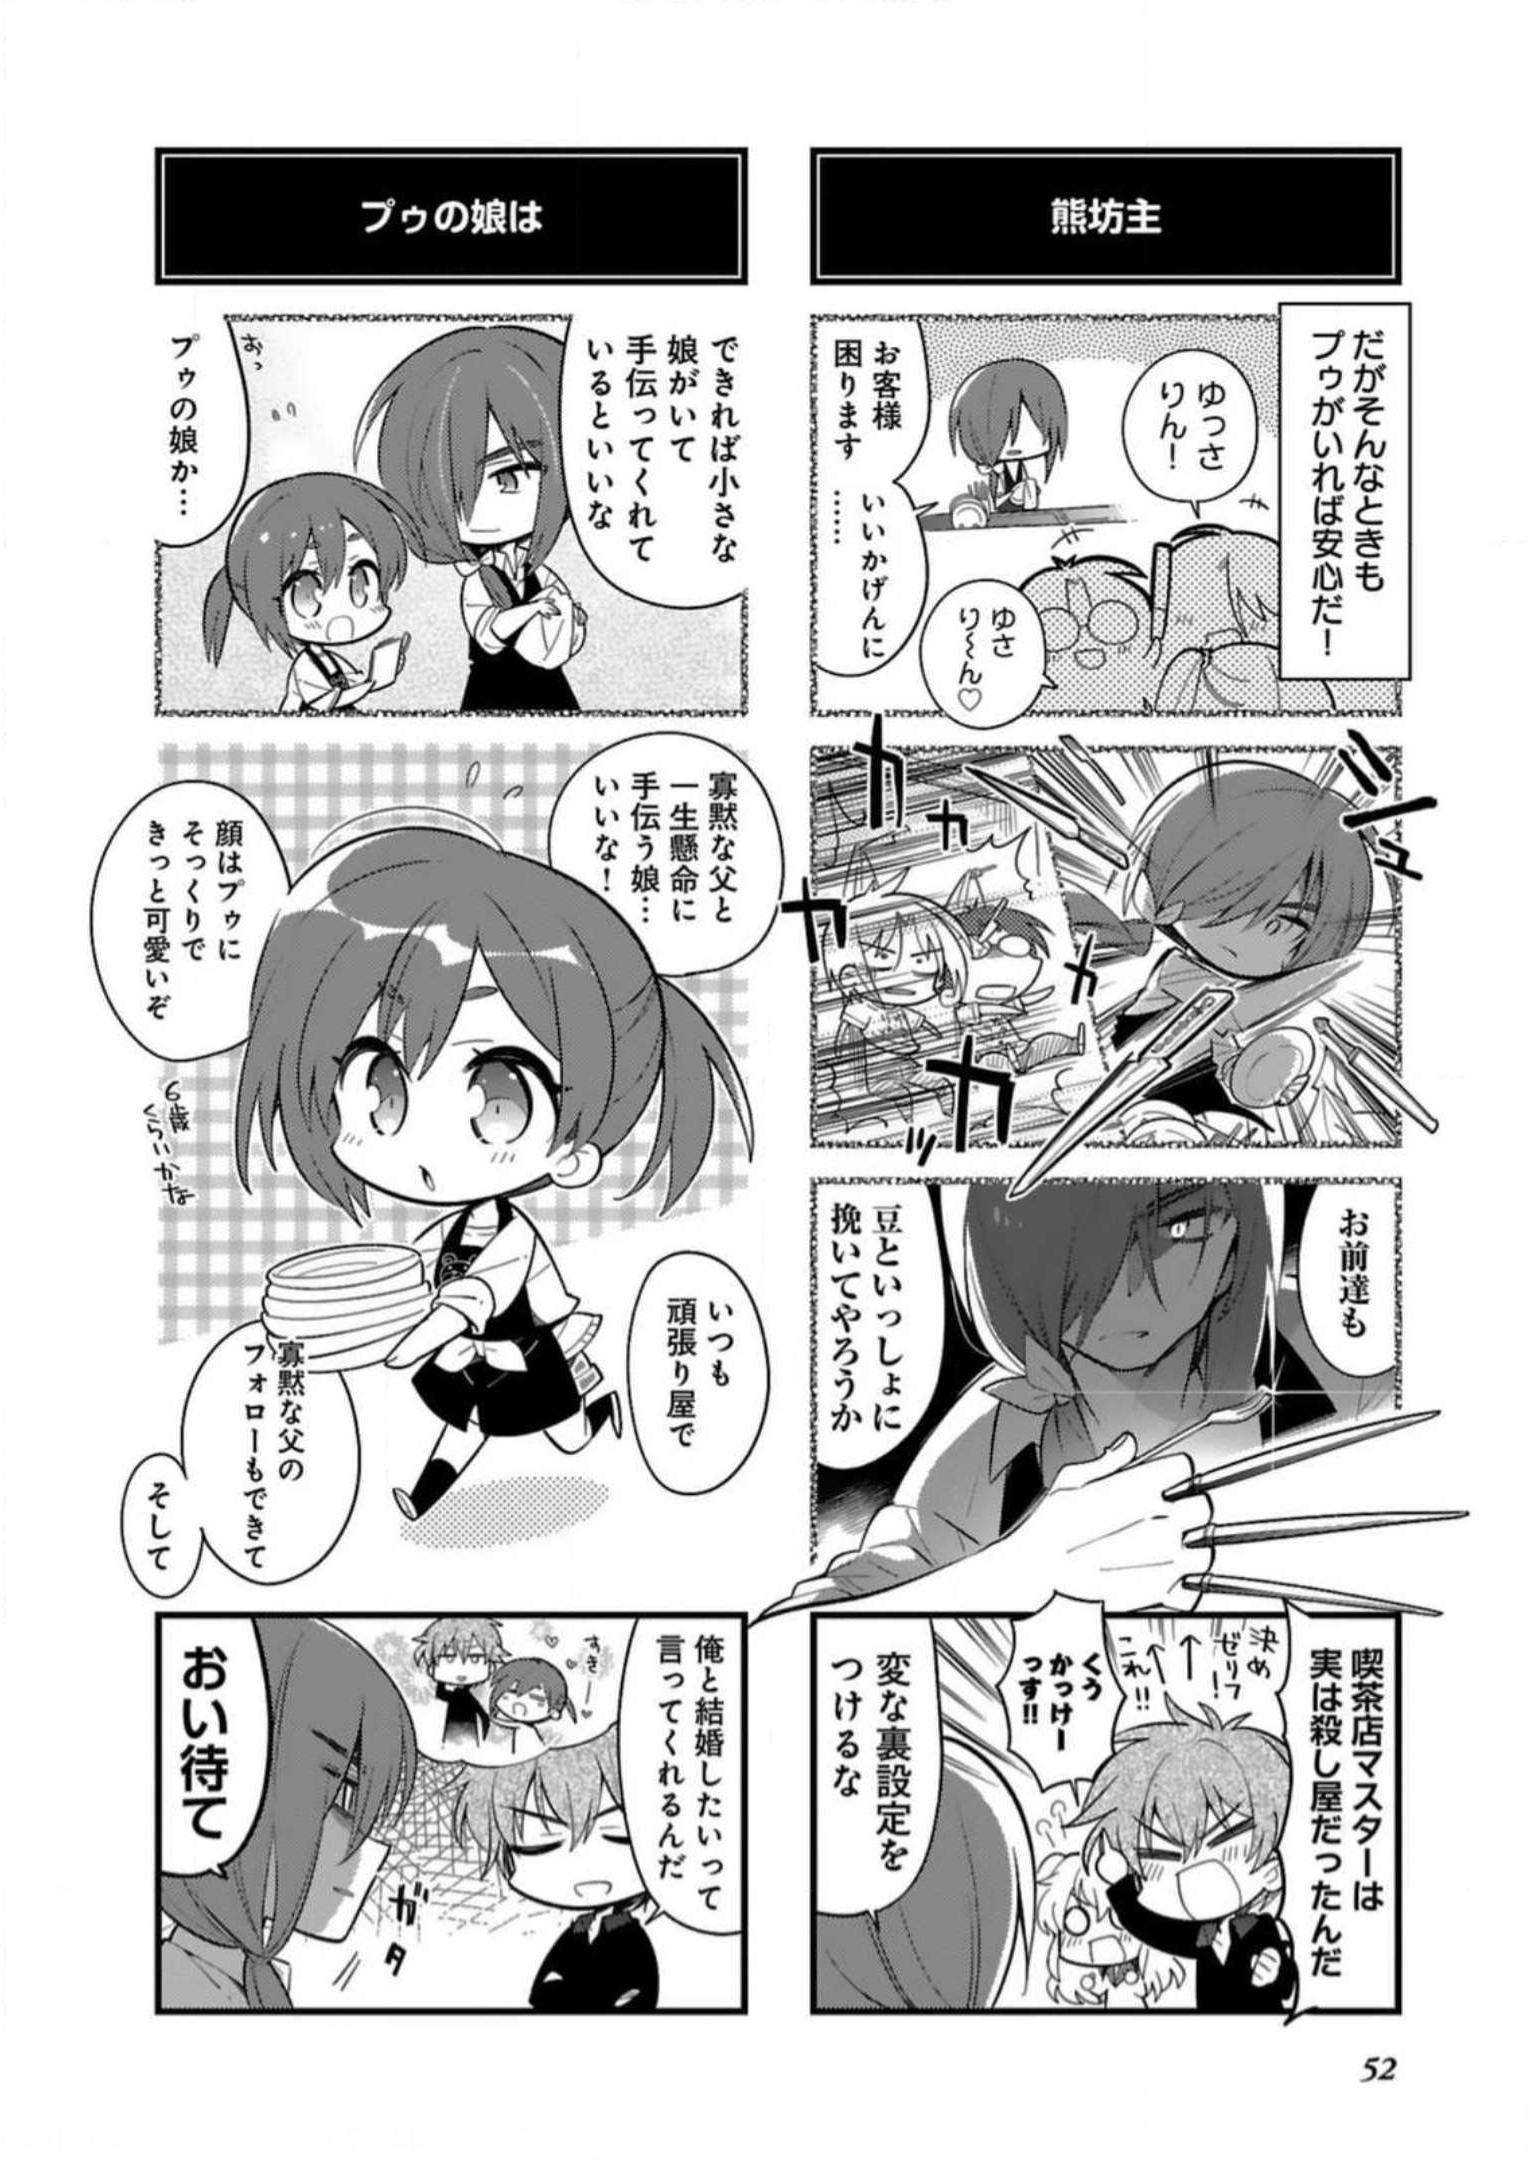 熊坊主
だがそんなときも
プゥがいれば安心だ！
ゆっさ
りん！
ゆさ
り～ん♡
お客様
困ります
……
いいかげんに
ヒュッ
カ
カ
カ
カ
カ
ッ
お前達も
豆といっしょに
挽いてやろうか
喫茶店マスターは
実は殺し屋だったんだ
決め
ゼリフ！
↑
これ!!
↑
くう
かっけー
っす!!
変な裏設定を
つけるな
プゥの娘は
できれば小さな
娘がいて
手伝ってくれて
いるといいな
おっ
プゥの娘か…
寡黙な父と
一生懸命に
手伝う娘…
いいな！
顔はプゥに
そっくりで
きっと可愛いぞ
6歳
くらいかな
いつも
頑張り屋で
寡黙な父の
フォローもできて
そして
俺と結婚したいって
言ってくれるんだ
すきー
ガタ
おい待て
52